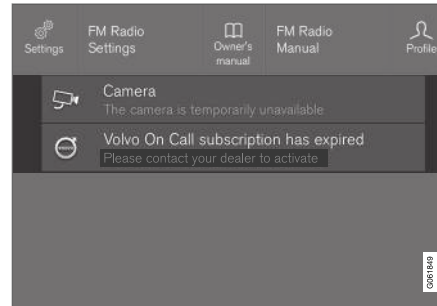 Settings
FM Radio
Settings
Owner's
manual
FM Radio
Manual
Profile
Camera
The camera is temporarily unavailable
Volvo On Call subscription has expired
Please contact your dealer to activate
G061849